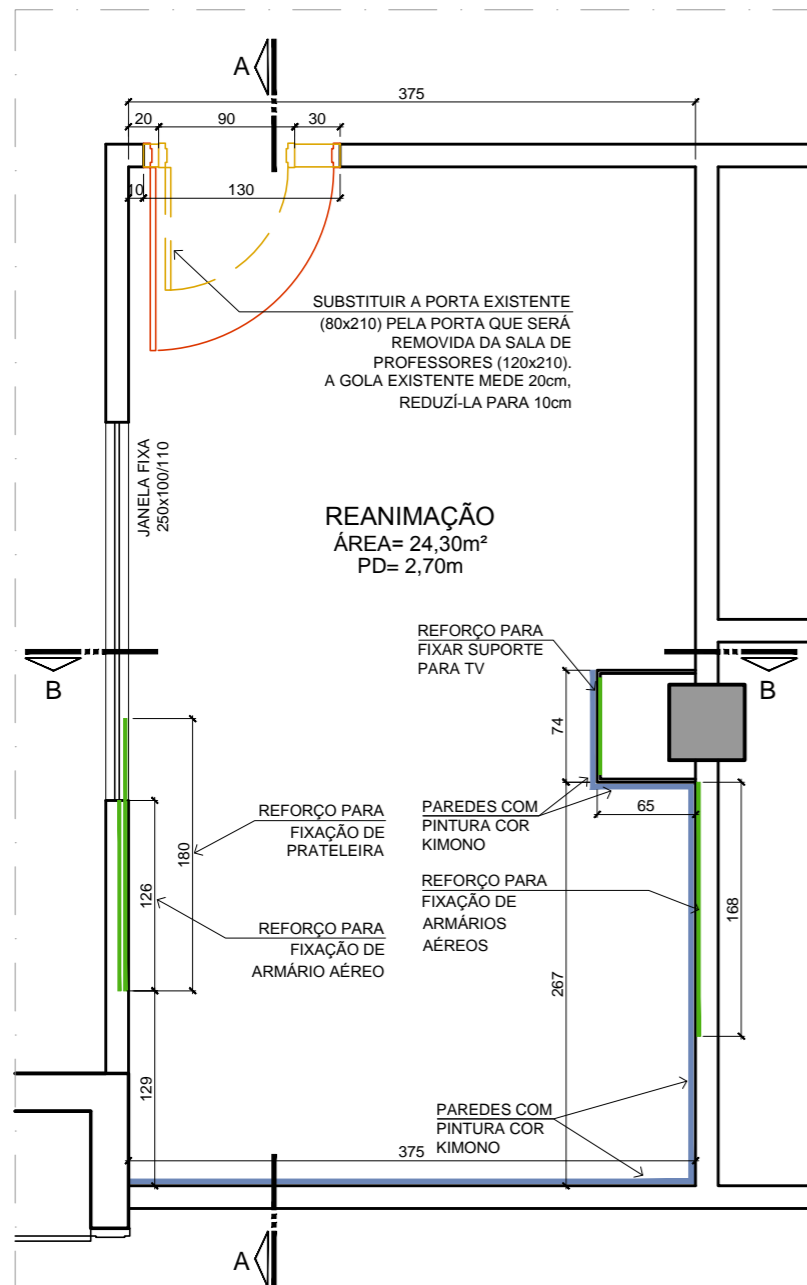 A
375
20
90
30
10
130
SUBSTITUIR A PORTA EXISTENTE
(80x210) PELA PORTA QUE SERÁ
REMOVIDA DA SALA DE
PROFESSORES (120x210).
A GOLA EXISTENTE MEDE 20cm,
REDUZÍ-LA PARA 10cm
JANELA FIXA
250x100/110
REANIMAÇÃO
ÁREA= 24,30m²
PD= 2,70m
REFORÇO PARA
FIXAR SUPORTE
PARA TV
B
B
74
REFORÇO PARA
FIXAÇÃO DE
PRATELEIRA
180
PAREDES COM
PINTURA COR
KIMONO
65
126
REFORÇO PARA
FIXAÇÃO DE
ARMÁRIOS
AÉREOS
168
REFORÇO PARA
FIXAÇÃO DE
ARMÁRIO AÉREO
267
129
PAREDES COM
PINTURA COR
KIMONO
375
A